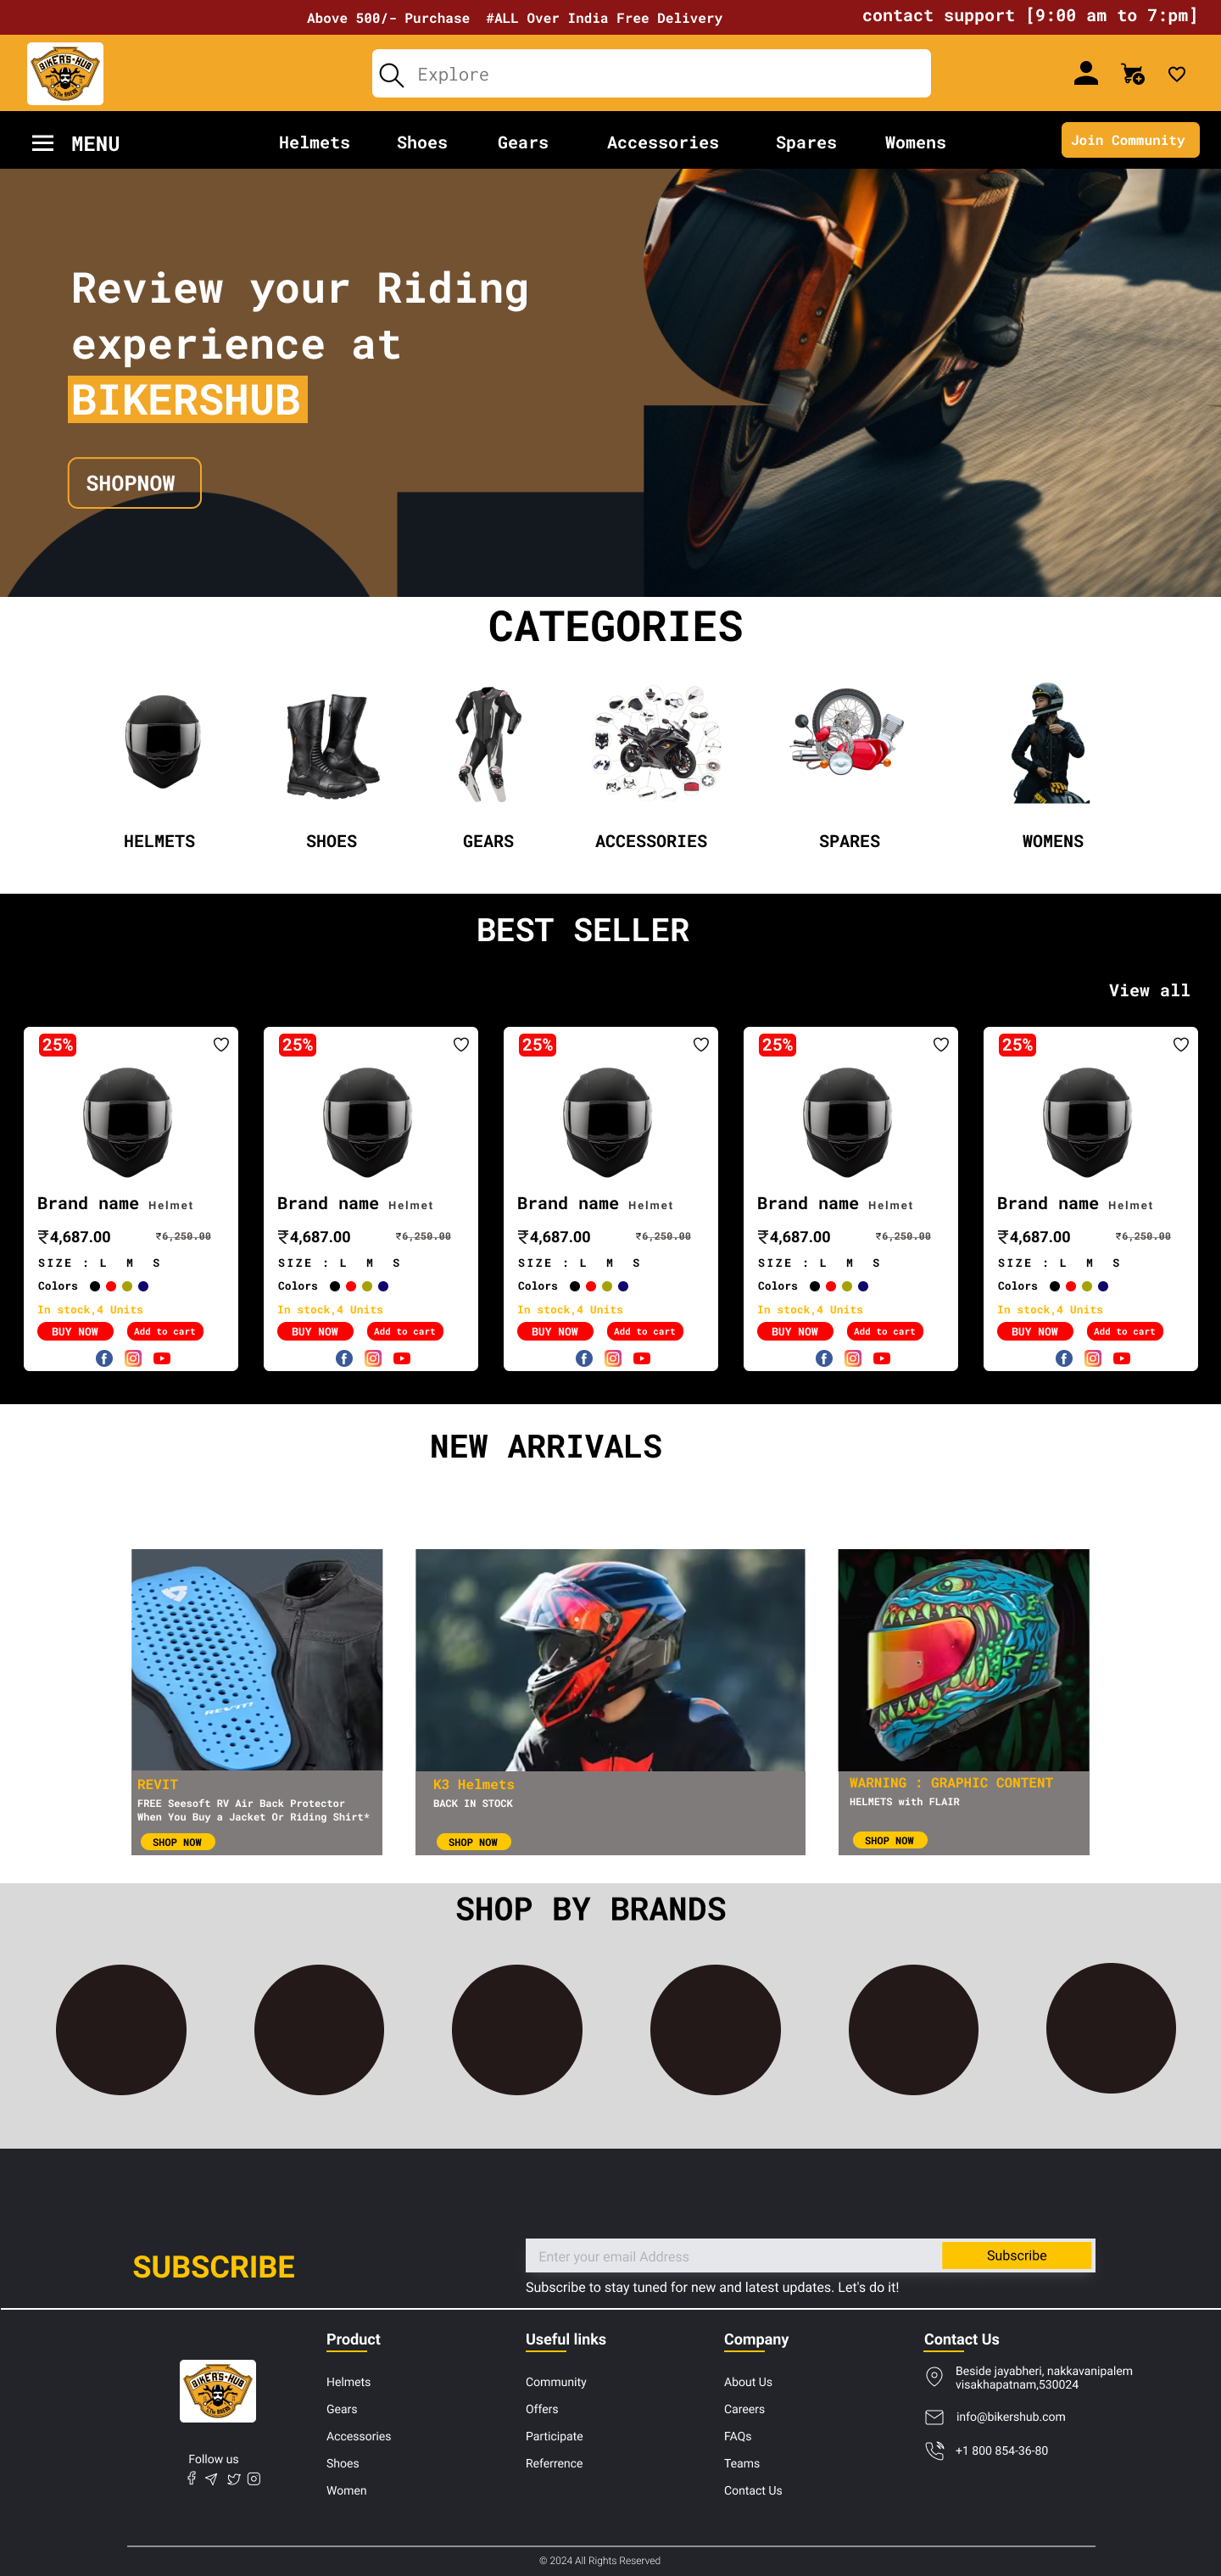 Above 500/- Purchase #ALL Over India Free Delivery
contact support [9:00 am to 7:pm]
BIKERS·HUB
Explore
MENU
Helmets
Shoes
Gears
Accessories
Spares
Womens
Join Community
Review your Riding
experience at
BIKERSHUB
SHOPNOW
CATEGORIES
HELMETS
SHOES
GEARS
ACCESSORIES
SPARES
WOMENS
BEST SELLER
View all
25%
Brand name Helmet
₹4,687.00 ₹6,250.00
SIZE : L M S
Colors
In stock,4 Units
BUY NOW Add to cart
25%
Brand name Helmet
₹4,687.00 ₹6,250.00
SIZE : L M S
Colors
In stock,4 Units
BUY NOW Add to cart
25%
Brand name Helmet
₹4,687.00 ₹6,250.00
SIZE : L M S
Colors
In stock,4 Units
BUY NOW Add to cart
25%
Brand name Helmet
₹4,687.00 ₹6,250.00
SIZE : L M S
Colors
In stock,4 Units
BUY NOW Add to cart
25%
Brand name Helmet
₹4,687.00 ₹6,250.00
SIZE : L M S
Colors
In stock,4 Units
BUY NOW Add to cart
NEW ARRIVALS
REV'IT!
REVIT
FREE Seesoft RV Air Back Protector
When You Buy a Jacket Or Riding Shirt*
SHOP NOW
K3 Helmets
BACK IN STOCK
SHOP NOW
WARNING : GRAPHIC CONTENT
HELMETS with FLAIR
SHOP NOW
SHOP BY BRANDS
SUBSCRIBE
Enter your email Address
Subscribe
Subscribe to stay tuned for new and latest updates. Let's do it!
BIKERS·HUB
Follow us
Product
Helmets
Gears
Accessories
Shoes
Women
Useful links
Community
Offers
Participate
Referrence
Company
About Us
Careers
FAQs
Teams
Contact Us
Contact Us
Beside jayabheri, nakkavanipalem
visakhapatnam,530024
info@bikershub.com
+1 800 854-36-80
© 2024 All Rights Reserved